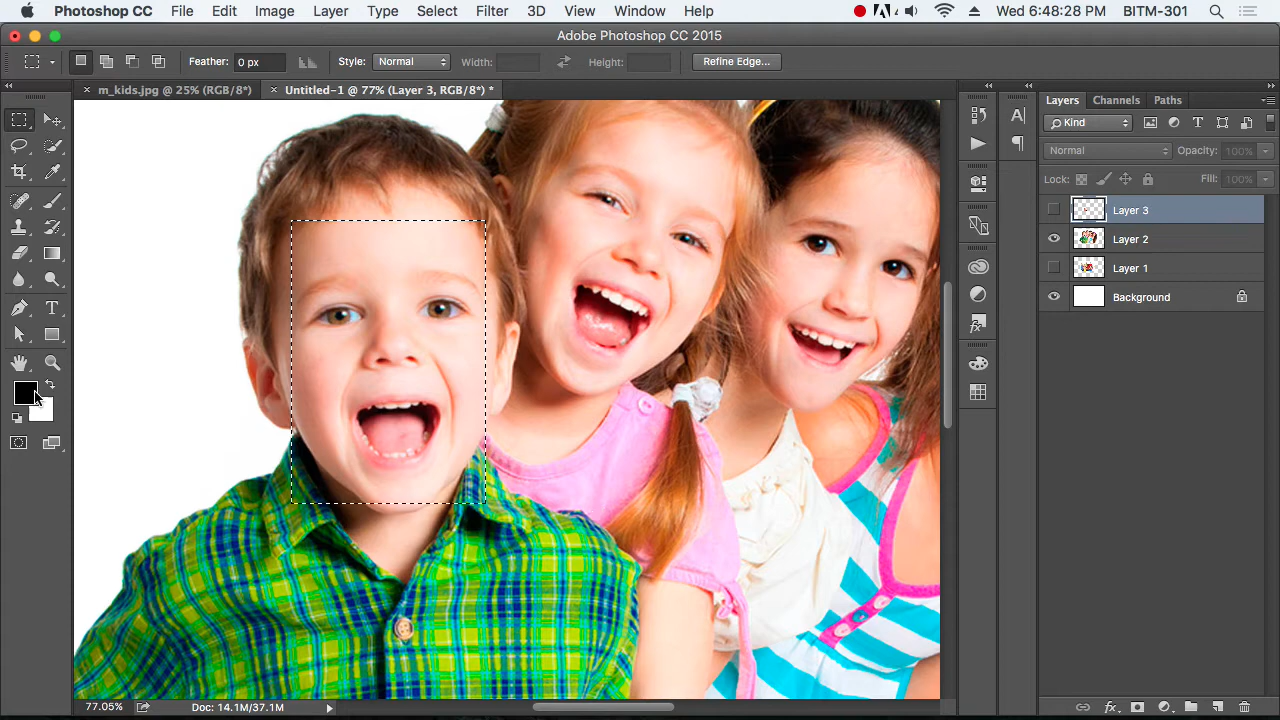 Photoshop CC File Edit Image Layer Type Select Filter 3D View Window Help Wed 6:48:28 PM BITM-301
Adobe Photoshop CC 2015
Feather: 0 px Style: Normal Width: Height: Refine Edge...
m_kids.jpg @ 25% (RGB/8*) Untitled-1 @ 77% (Layer 3, RGB/8*) *
Layers Channels Paths
Kind
Normal Opacity: 100%
Lock: Fill: 100%
Layer 3
Layer 2
Layer 1
Background
77.05% Doc: 14.1M/37.1M